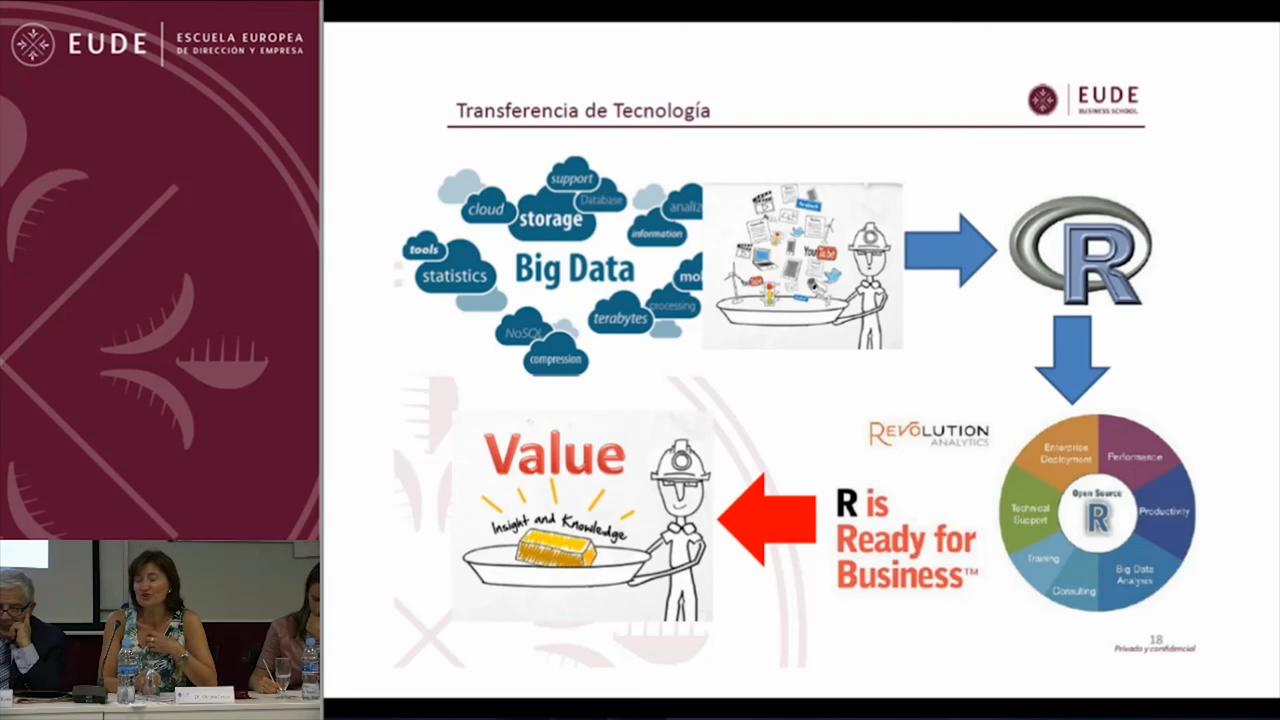 EUDE
ESCUELA EUROPEA
DE DIRECCIÓN Y EMPRESA
Transferencia de Tecnología
EUDE
BUSINESS SCHOOL
support
cloud
Database
storage
information
tools
statistics
Big Data
terabytes
processing
NoSQL
compression
You Tube
R
REVOLUTION
ANALYTICS
R is
Ready for
Business™
Enterprise
Deployment
Performance
Technical
Support
Open Source
R
Productivity
Training
Big Data
Analysis
Consulting
Value
Insight and Knowledge
18
Privado y confidencial